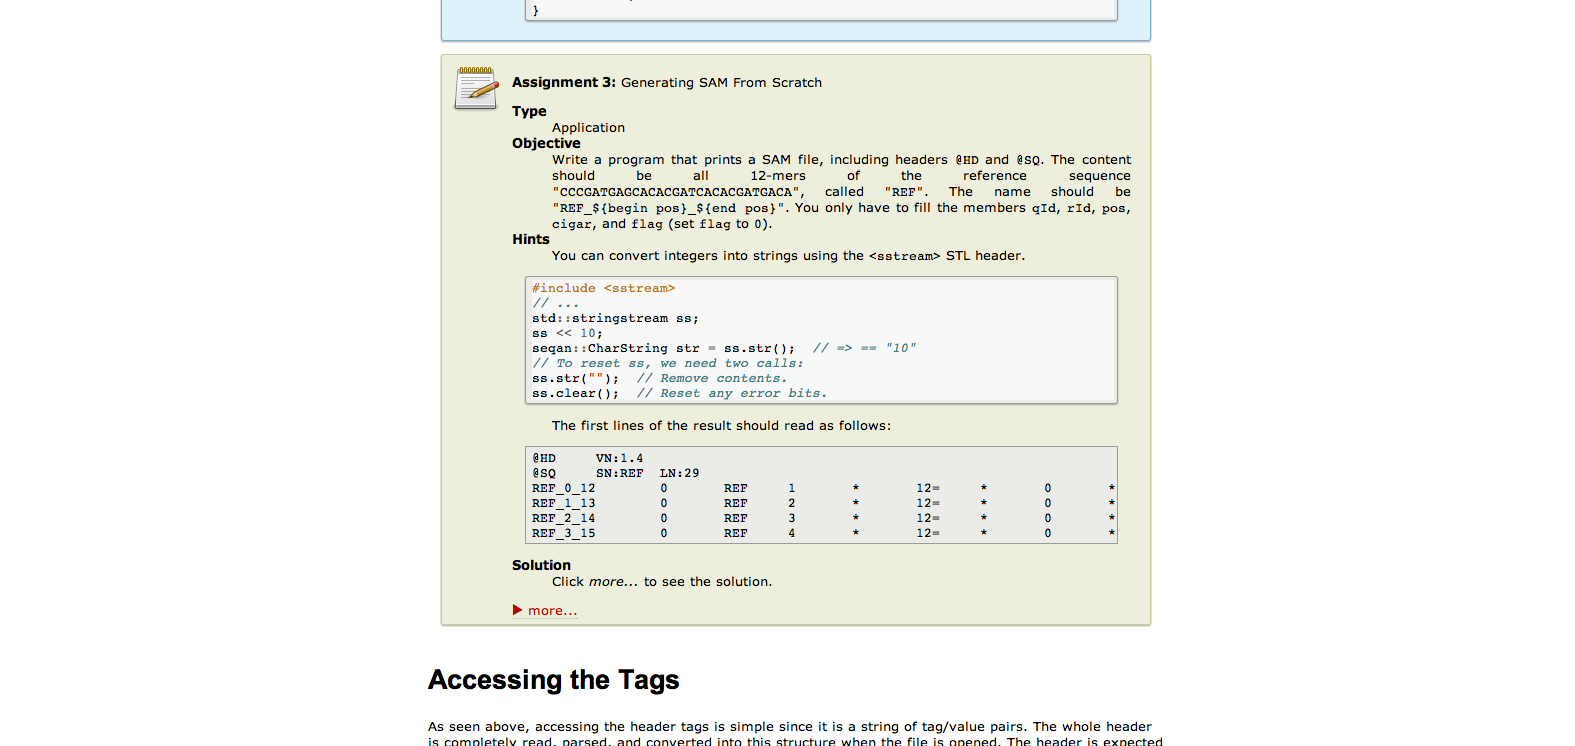 }
Assignment 3: Generating SAM From Scratch
Type
Application
Objective
Write a program that prints a SAM file, including headers @HD and @SQ. The content
should be all 12-mers of the reference sequence
"CCCGATGAGCACACGATCACACGATGACA", called "REF". The name should be
"REF_${begin pos}_${end pos}". You only have to fill the members qId, rId, pos,
cigar, and flag (set flag to 0).
Hints
You can convert integers into strings using the <sstream> STL header.
#include <sstream>
// ...
std::stringstream ss;
ss << 10;
seqan::CharString str = ss.str();  // => == "10"
// To reset ss, we need two calls:
ss.str("");  // Remove contents.
ss.clear();  // Reset any error bits.
The first lines of the result should read as follows:
@HD     VN:1.4
@SQ     SN:REF  LN:29
REF_0_12        0       REF     1       *       12=     *       0       *
REF_1_13        0       REF     2       *       12=     *       0       *
REF_2_14        0       REF     3       *       12=     *       0       *
REF_3_15        0       REF     4       *       12=     *       0       *
Solution
Click more... to see the solution.
more...
Accessing the Tags
As seen above, accessing the header tags is simple since it is a string of tag/value pairs. The whole header
is completely read, parsed, and converted into this structure when the file is opened. The header is expected